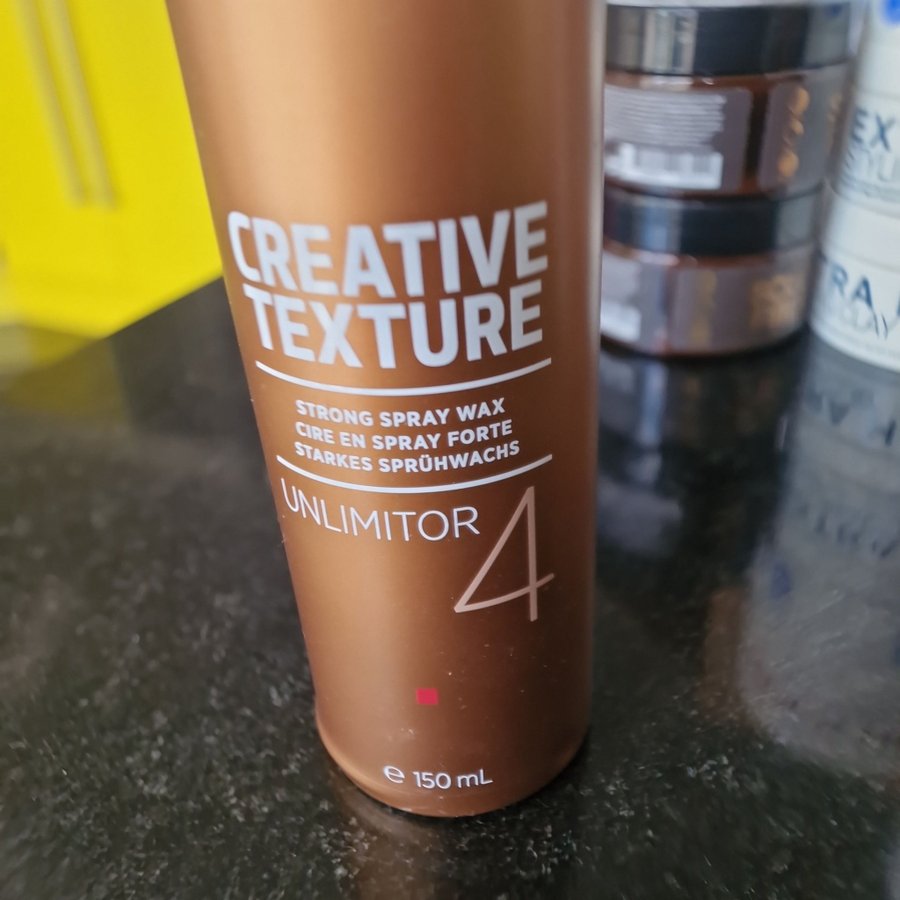 CREATIVE
TEXTURE
STRONG SPRAY WAX
CIRE EN SPRAY FORTE
STARKES SPRÜHWACHS
UNLIMITOR 4
e 150 mL